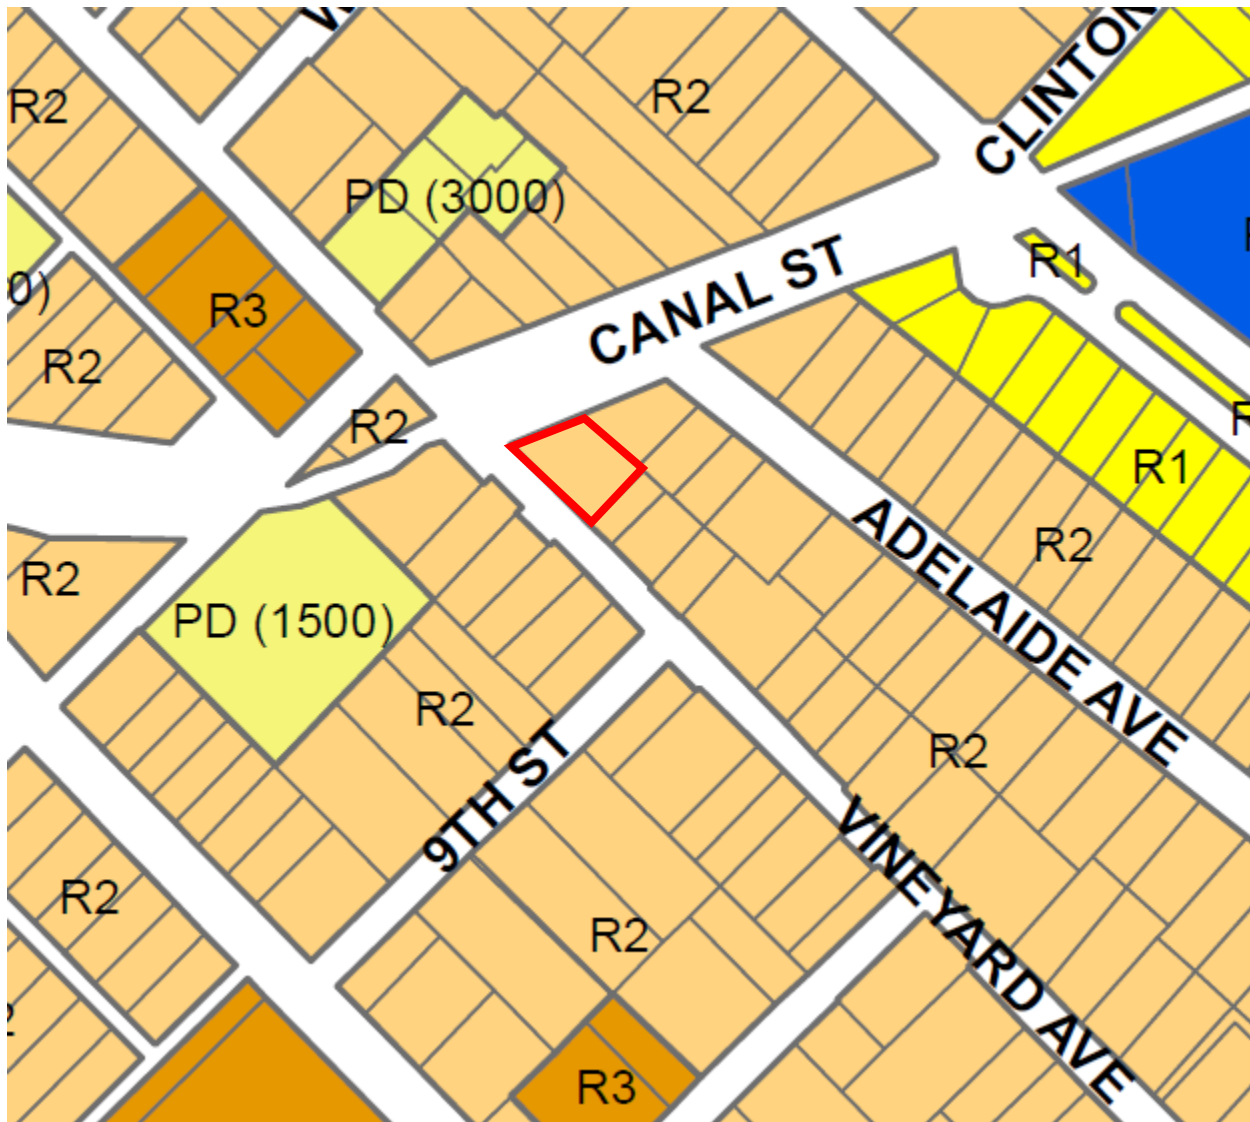 CLINTON
R2
R2
PD (3000)
R1
0)
R3
CANAL ST
R2
R2
R1
ADELAIDE AVE
R2
R2
PD (1500)
R2
R2
9TH ST
VINEYARD AVE
R2
R2
R3